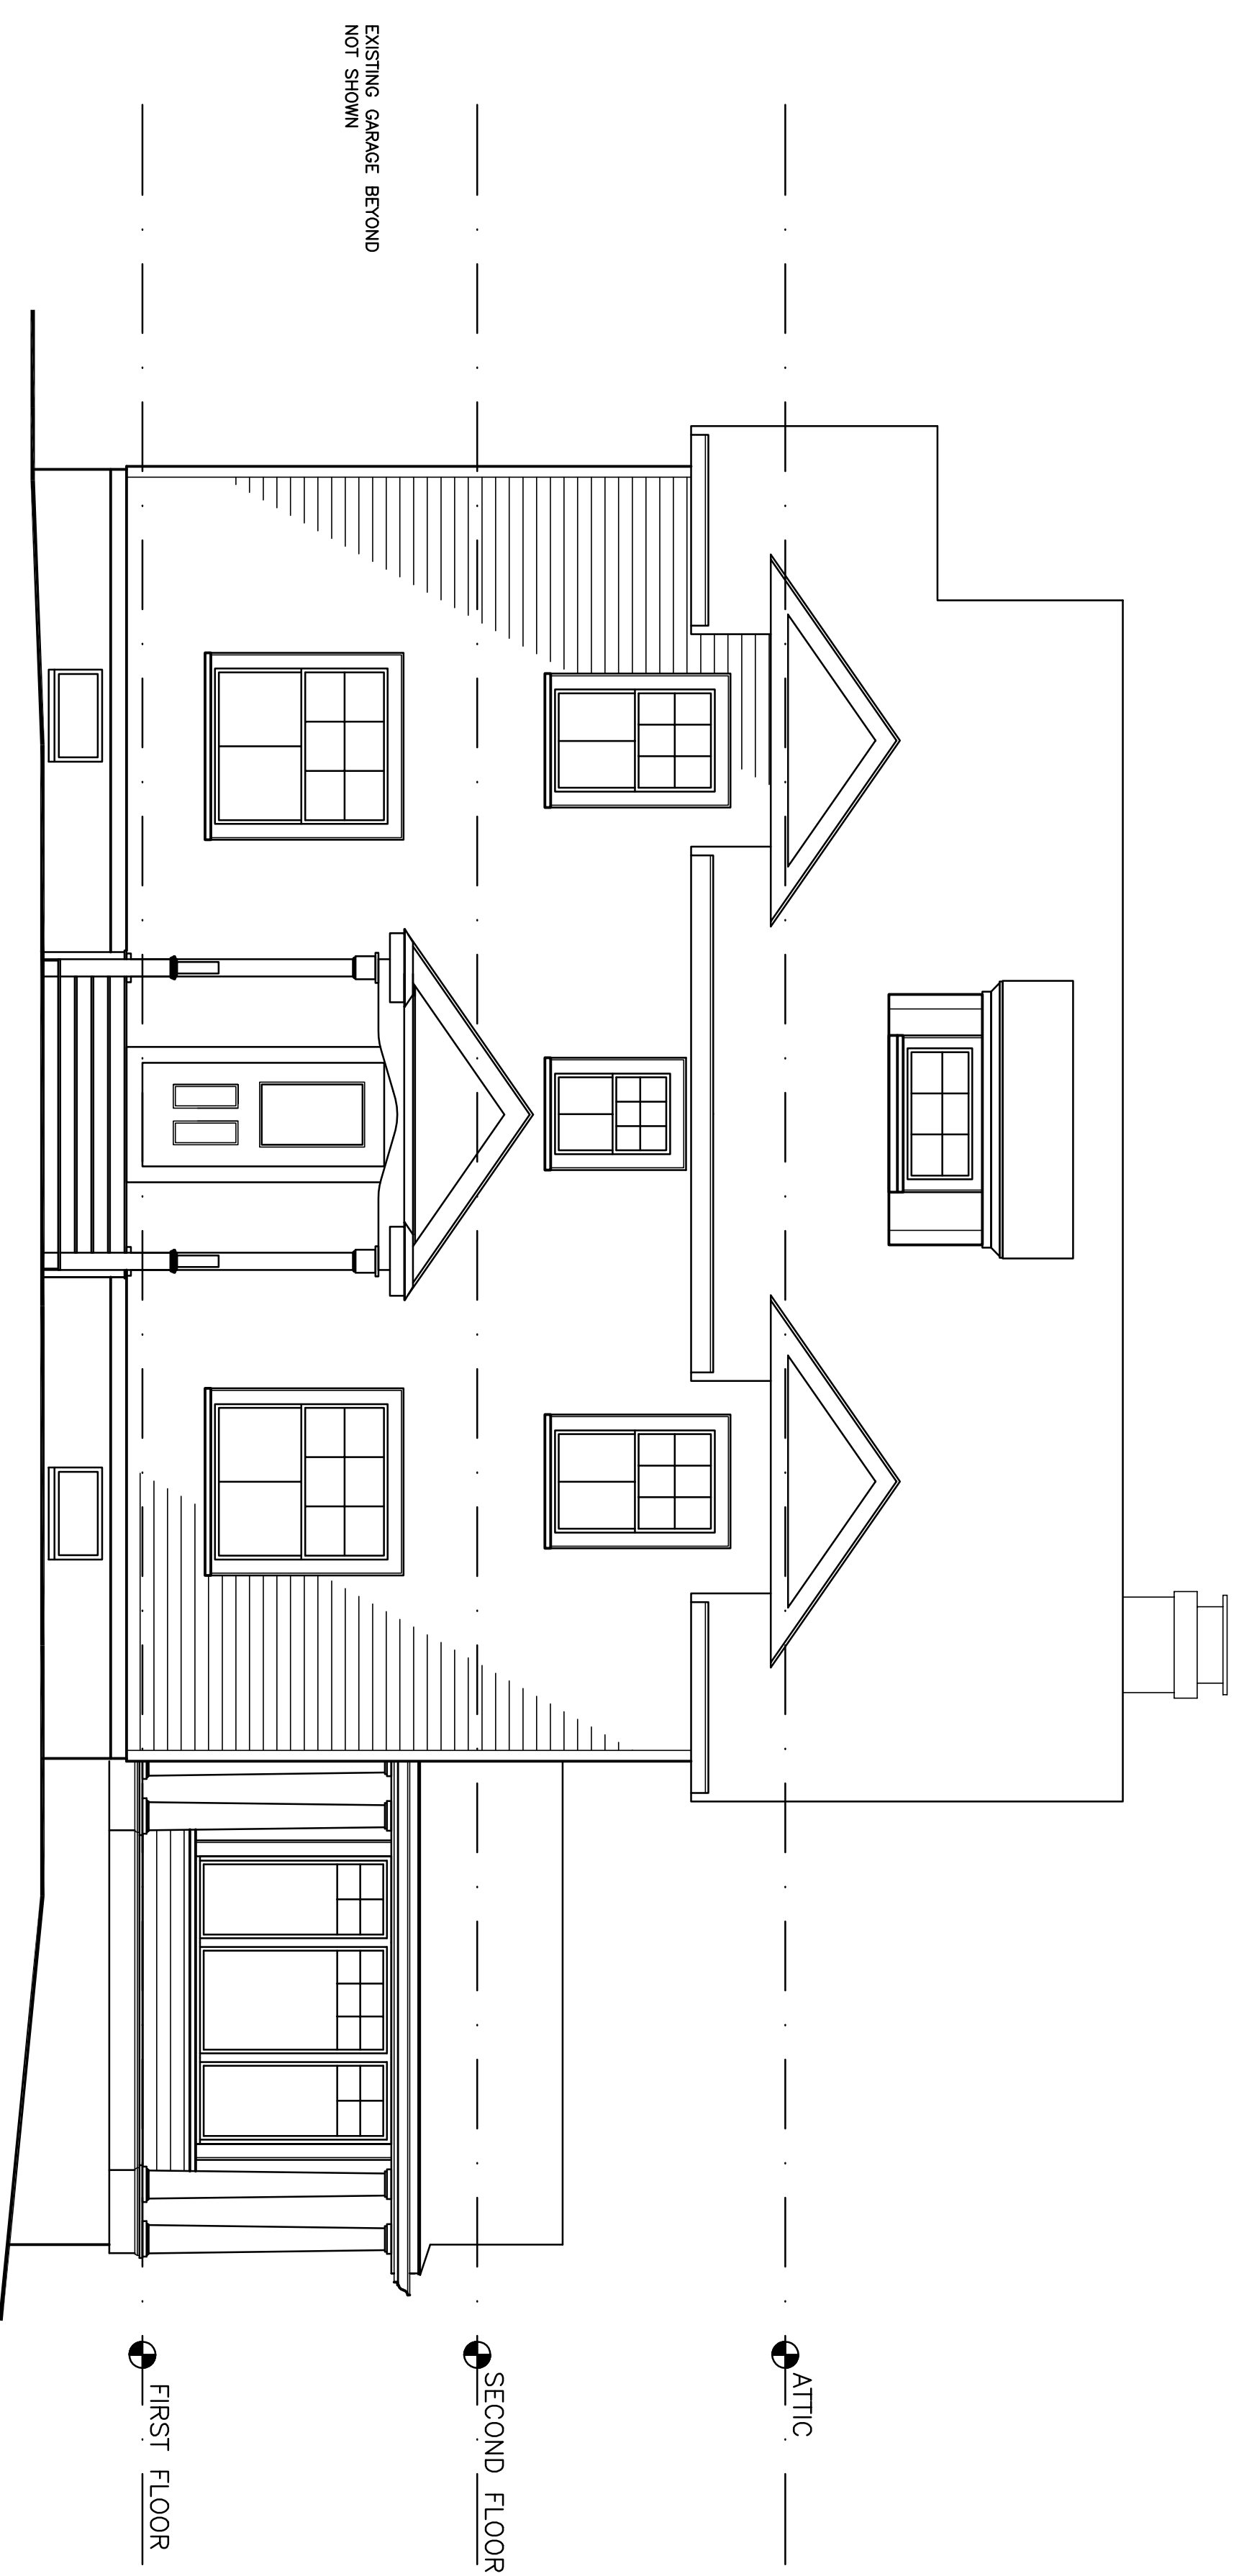 ATTIC
SECOND FLOOR
EXISTING GARAGE BEYOND
NOT SHOWN
FIRST FLOOR